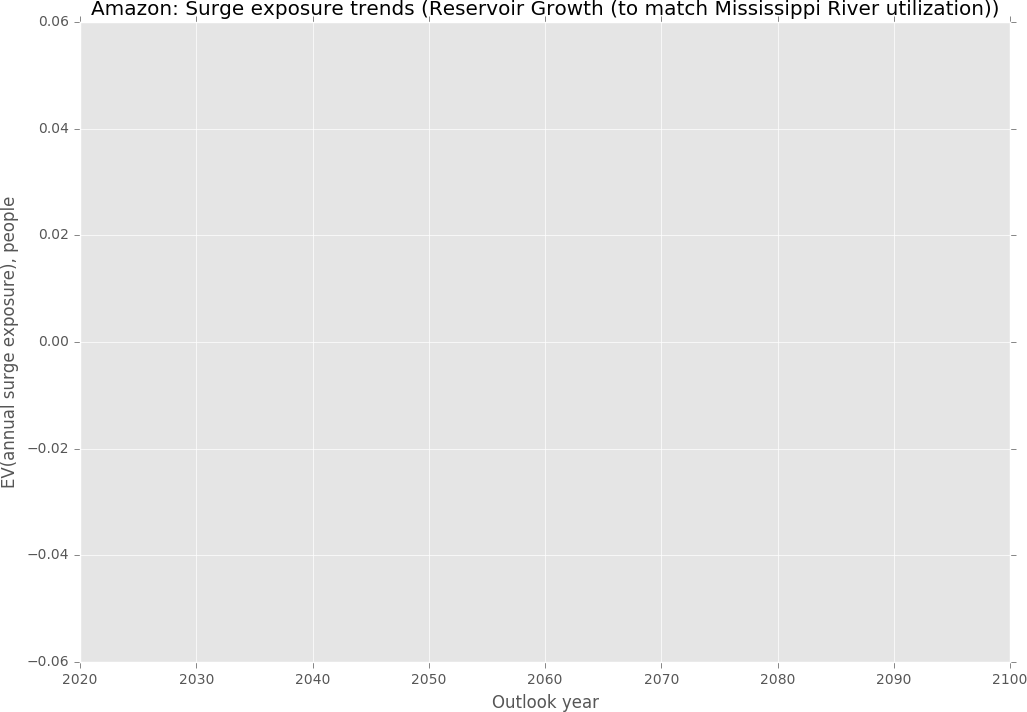 Amazon: Surge exposure trends (Reservoir Growth (to match Mississippi River utilization))
EV(annual surge exposure), people
0.06
0.04
0.02
0.00
−0.02
−0.04
−0.06
2020 2030 2040 2050 2060 2070 2080 2090 2100
Outlook year